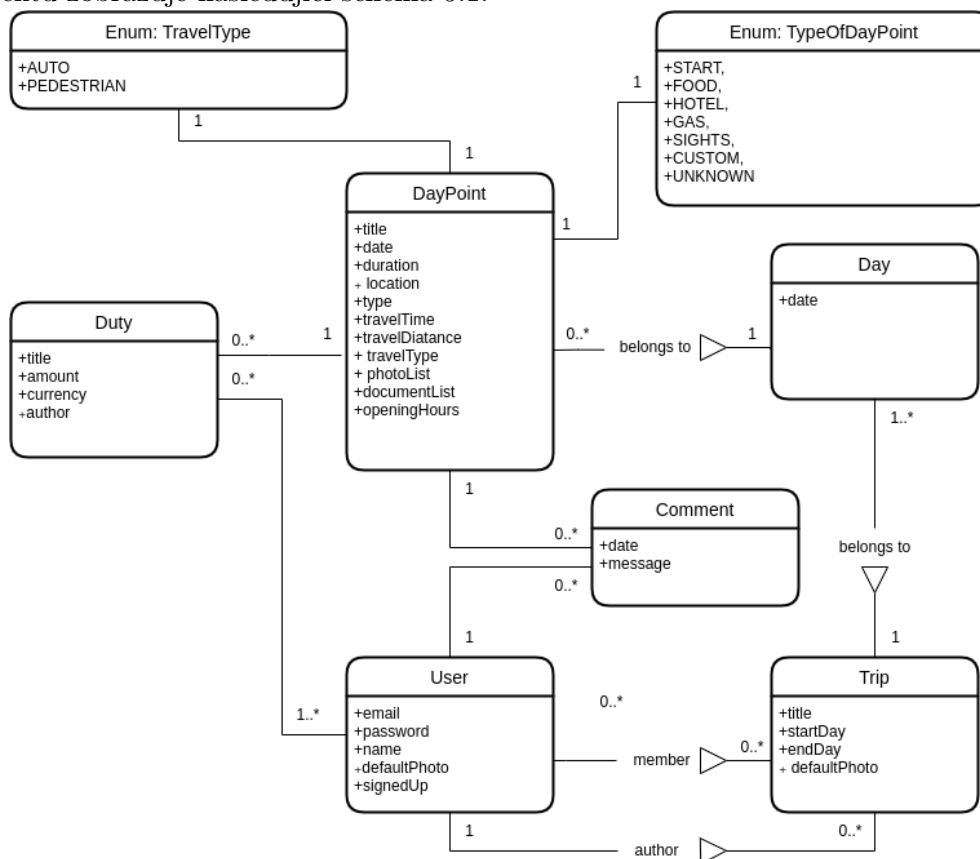 následující schéma
Enum: TravelType
+AUTO
+PEDESTRIAN
1
1
Enum: TypeOfDayPoint
+START,
+FOOD,
+HOTEL,
+GAS,
+SIGHTS,
+CUSTOM,
+UNKNOWN
1
1
DayPoint
+title
+date
+duration
+ location
+type
+travelTime
+travelDiatance
+ travelType
+ photoList
+documentList
+openingHours
Day
+date
0..*
belongs to
1
Duty
+title
+amount
+currency
+author
0..*
1
0..*
1..*
1
0..*
Comment
+date
+message
0..*
1
1..*
belongs to
1
User
+email
+password
+name
+defaultPhoto
+signedUp
0..*
member
0..*
Trip
+title
+startDay
+endDay
+ defaultPhoto
1
author
0..*